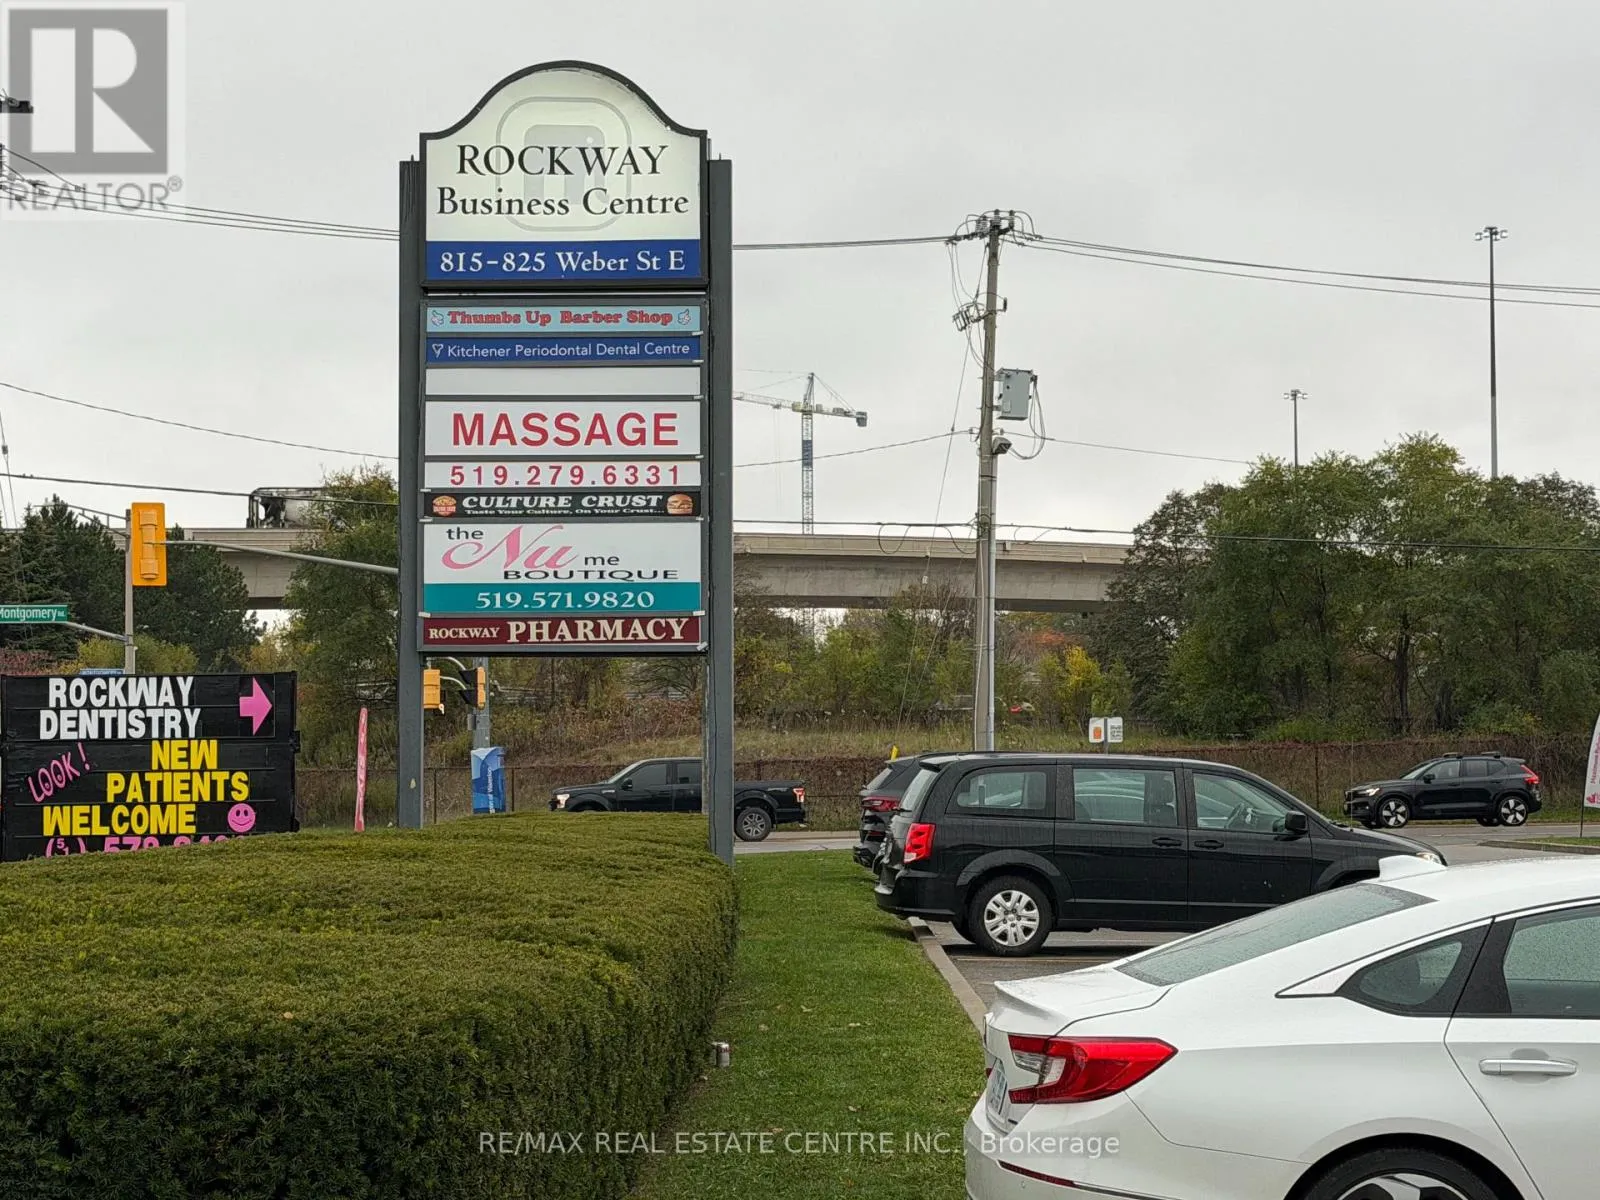 REALTOR®
ROCKWAY
Business Centre
815-825 Weber St E
Thumbs Up Barber Shop
Kitchener Periodontal Dental Centre
MASSAGE
519.279.6331
CULTURE CRUST
Taste Your Culture, On Your Crust...
the Nu me
BOUTIQUE
519.571.9820
ROCKWAY PHARMACY
Montgomery Rd.
ROCKWAY
DENTISTRY
LOOK! NEW
PATIENTS
WELCOME
RE/MAX REAL ESTATE CENTRE INC., Brokerage